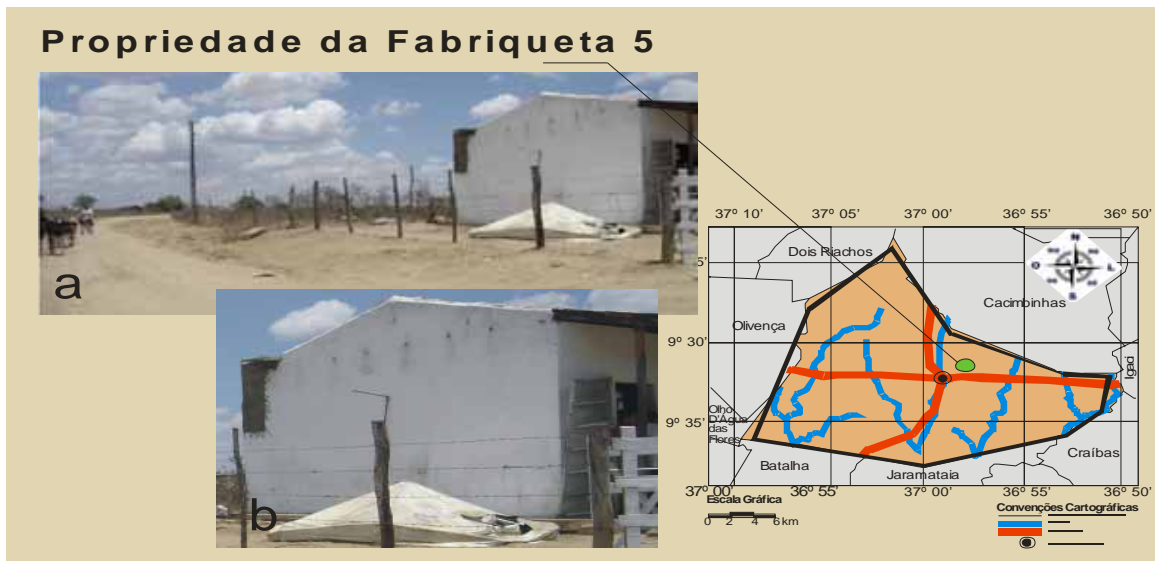 Propriedade da Fabriqueta 5
a
b
37º 10' 37º 05' 37º 00' 36º 55' 36º 50'
Dois Riachos
5'
N
O L
S
Cacimbinhas
Olivença
9º 30'
Igaci
Olho
D'Água
das
Flores
9º 35'
Craíbas
Batalha
Jaramataia
37º 00' 36º 55' 37º 00' 36º 55' 36º 50'
Escala Gráfica
0 2 4 6 km
Convenções Cartográficas